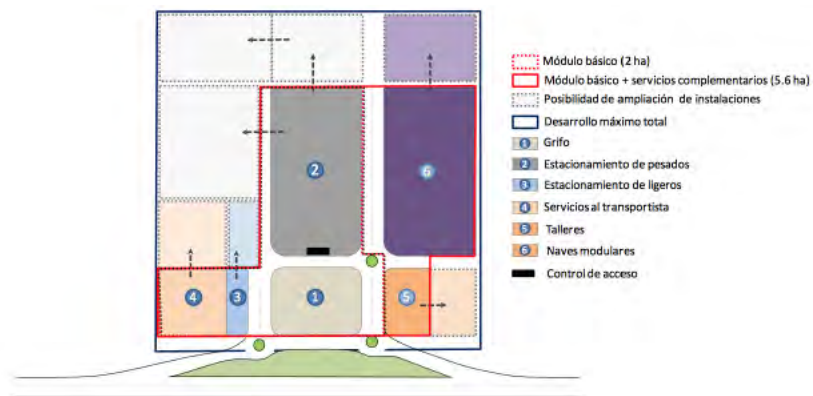 2
6
4
3
1
5
Módulo básico (2 ha)
Módulo básico + servicios complementarios (5.6 ha)
Posibilidad de ampliación de instalaciones
Desarrollo máximo total
1 Grifo
2 Estacionamiento de pesados
3 Estacionamiento de ligeros
4 Servicios al transportista
5 Talleres
6 Naves modulares
Control de acceso